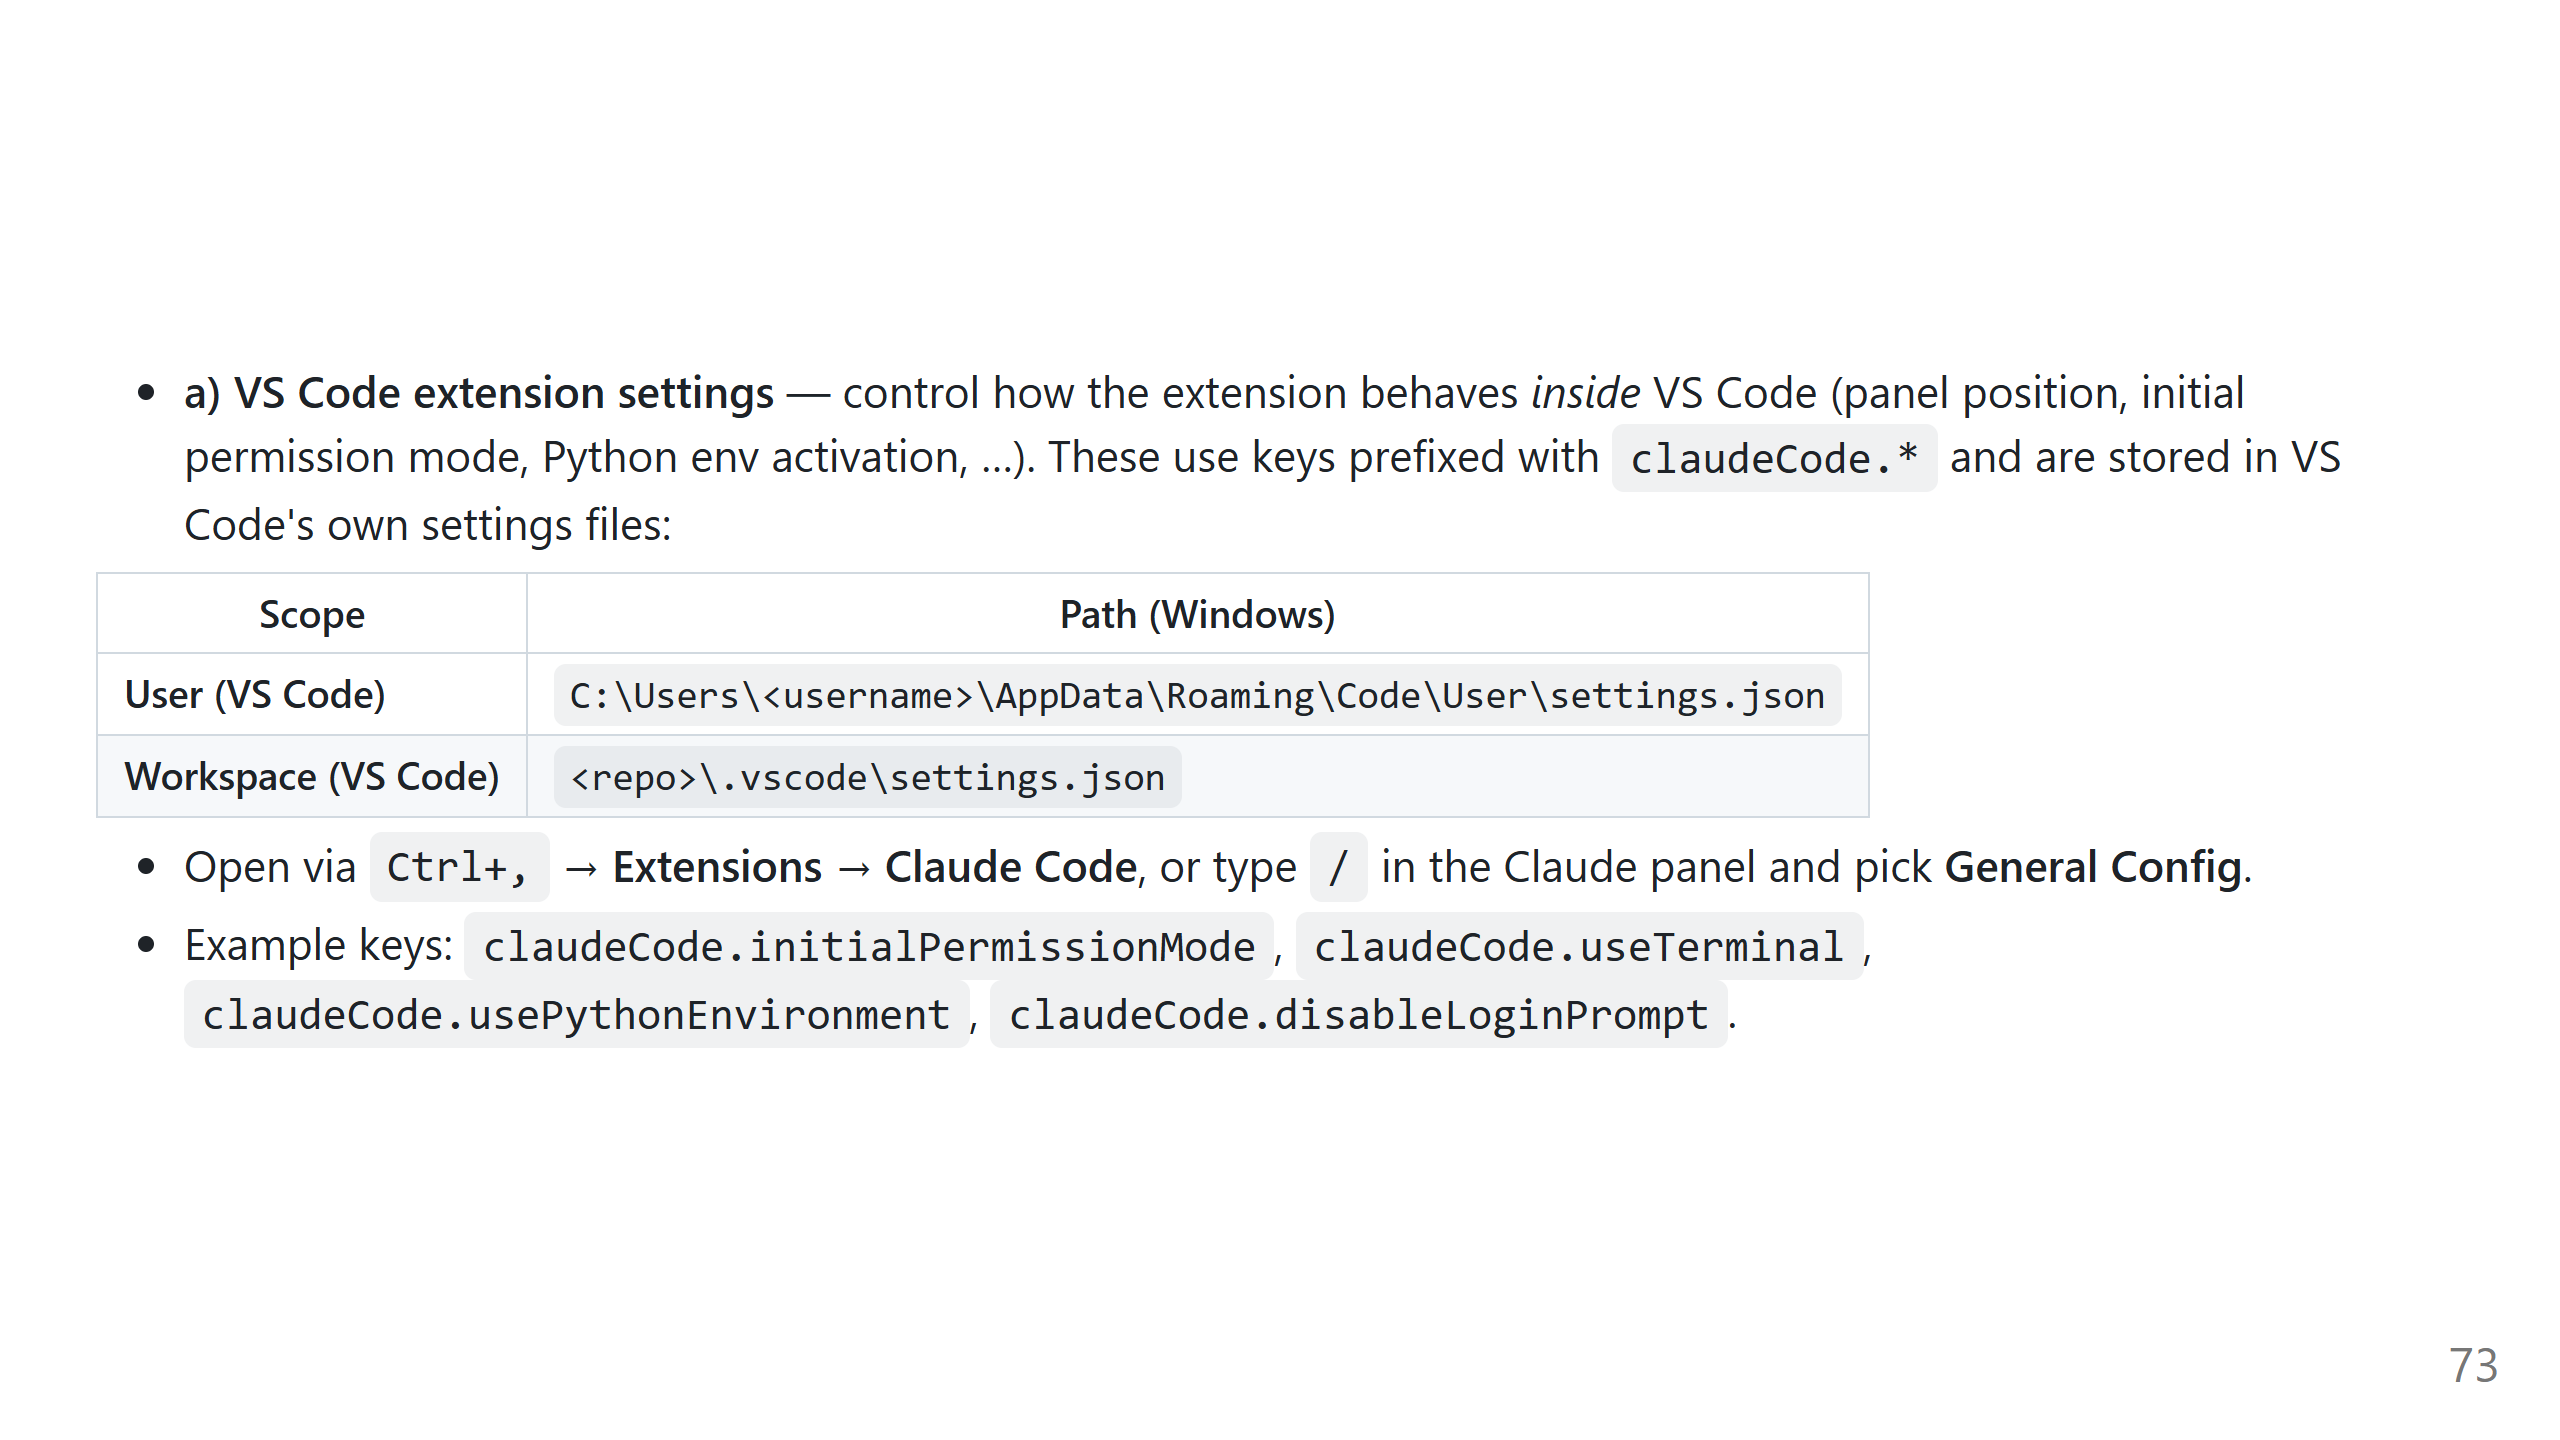 • a) VS Code extension settings — control how the extension behaves inside VS Code (panel position, initial
permission mode, Python env activation, ...). These use keys prefixed with claudeCode.* and are stored in VS
Code's own settings files:
Scope Path (Windows)
User (VS Code) C:\Users\<username>\AppData\Roaming\Code\User\settings.json
Workspace (VS Code) <repo>\.vscode\settings.json
• Open via Ctrl+, → Extensions → Claude Code, or type / in the Claude panel and pick General Config.
• Example keys: claudeCode.initialPermissionMode, claudeCode.useTerminal,
claudeCode.usePythonEnvironment, claudeCode.disableLoginPrompt.
73